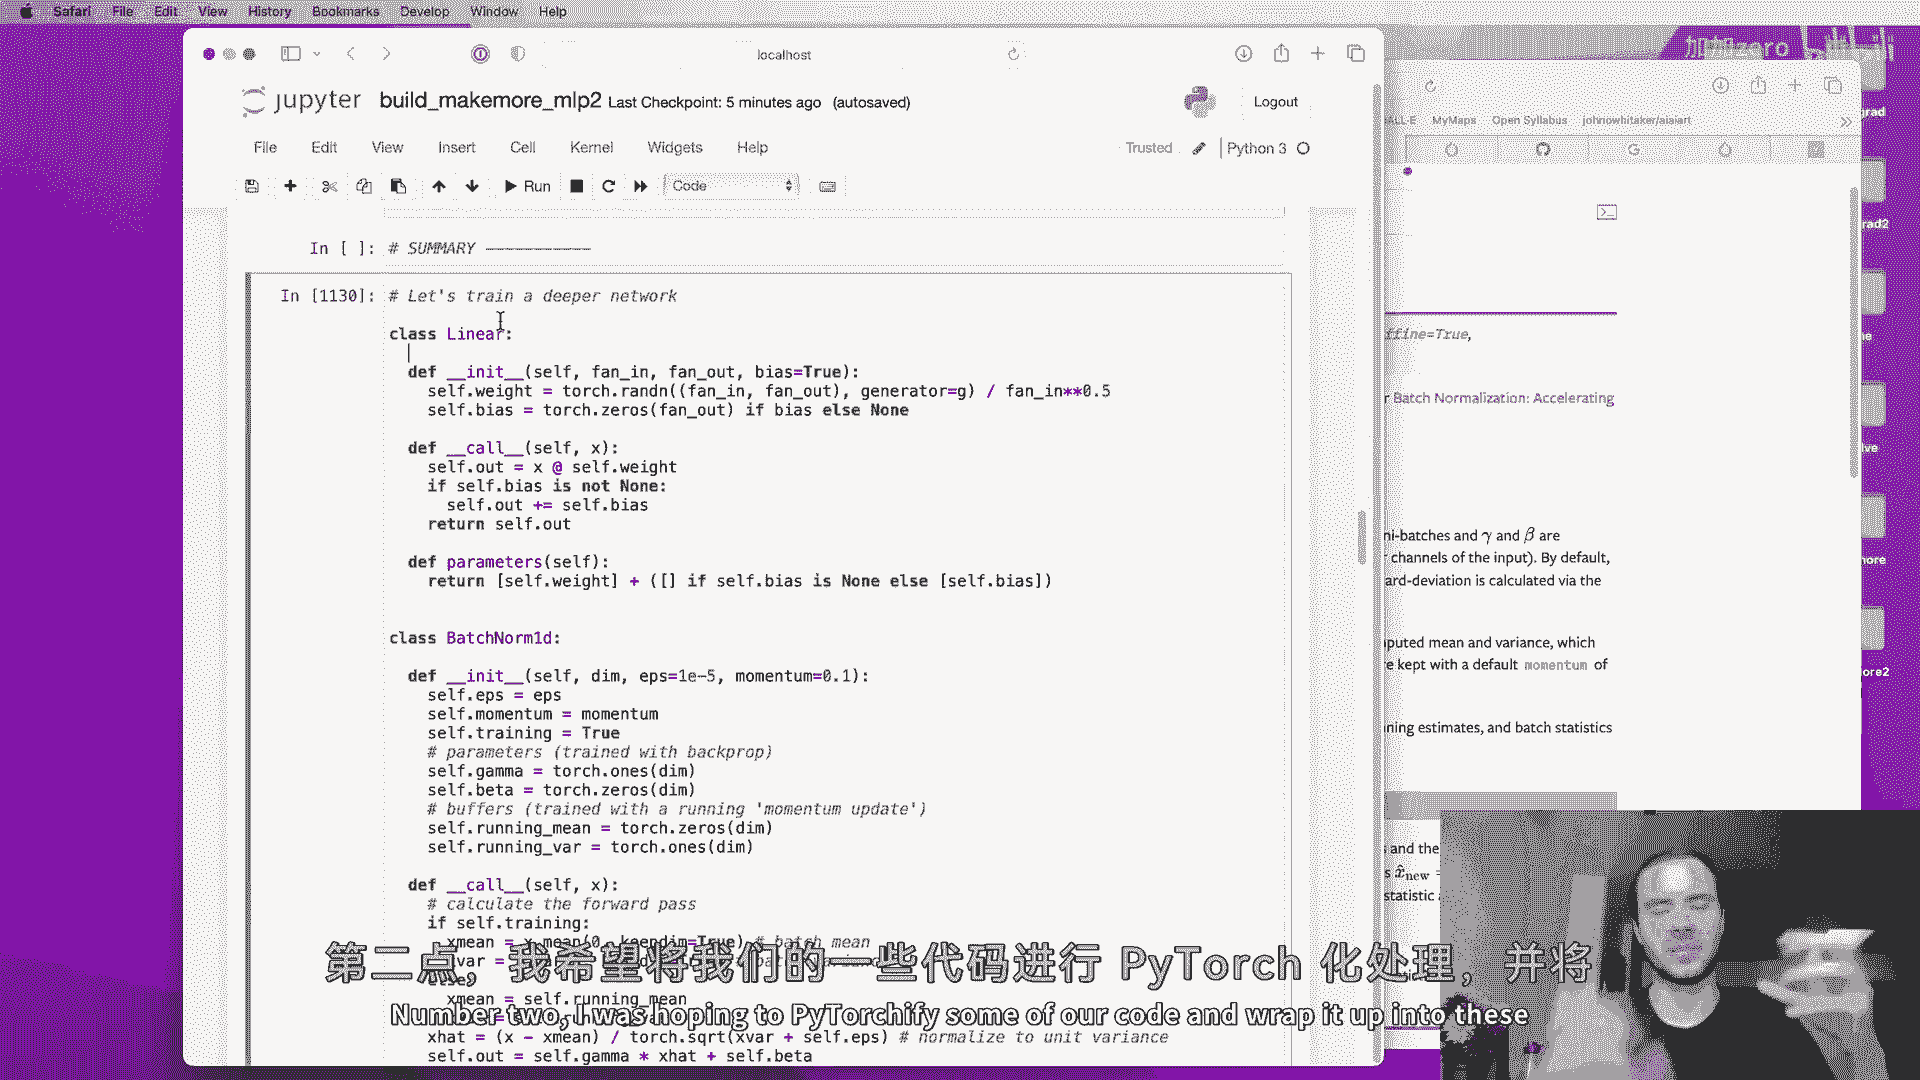 Safari File Edit View History Bookmarks Develop Window Help
localhost
jupyter build_makemore_mlp2 Last Checkpoint: 5 minutes ago (autosaved)
Logout
File Edit View Insert Cell Kernel Widgets Help
Trusted Python 3
Run
Code
In [ ]: # SUMMARY
In [1130]: # Let's train a deeper network
class Linear:
def __init__(self, fan_in, fan_out, bias=True):
self.weight = torch.randn((fan_in, fan_out), generator=g) / fan_in**0.5
self.bias = torch.zeros(fan_out) if bias else None
def __call__(self, x):
self.out = x @ self.weight
if self.bias is not None:
self.out += self.bias
return self.out
def parameters(self):
return [self.weight] + ([] if self.bias is None else [self.bias])
class BatchNorm1d:
def __init__(self, dim, eps=1e-5, momentum=0.1):
self.eps = eps
self.momentum = momentum
self.training = True
# parameters (trained with backprop)
self.gamma = torch.ones(dim)
self.beta = torch.zeros(dim)
# buffers (trained with a running 'momentum update')
self.running_mean = torch.zeros(dim)
self.running_var = torch.ones(dim)
def __call__(self, x):
# calculate the forward pass
if self.training:
xmean = x.mean(0, keepdim=True) # batch mean
else:
xmean = self.running_mean
xhat = (x - xmean) / torch.sqrt(xvar + self.eps) # normalize to unit variance
self.out = self.gamma * xhat + self.beta
第二点，我希望将我们的一些代码进行 PyTorch 化处理，并将
Number two, I was hoping to PyTorchify some of our code and wrap it up into these
ALL-E MyMaps Open Syllabus johnowhitaker/aiaiart
ffine=True,
r Batch Normalization: Accelerating
ni-batches and γ and β are
channels of the input). By default,
ard-deviation is calculated via the
puted mean and variance, which
e kept with a default momentum of
ning estimates, and batch statistics
s and the
s x̂new =
statistic